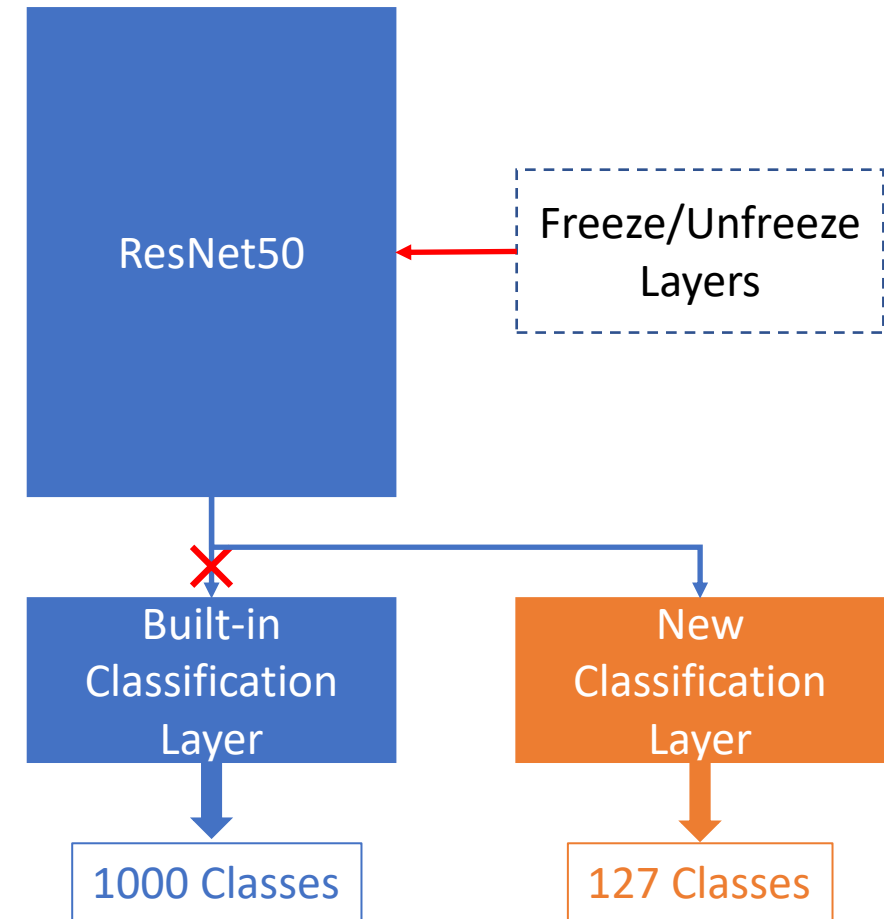 ResNet50
Freeze/Unfreeze
Layers
Built-in
Classification
Layer
New
Classification
Layer
1000 Classes
127 Classes